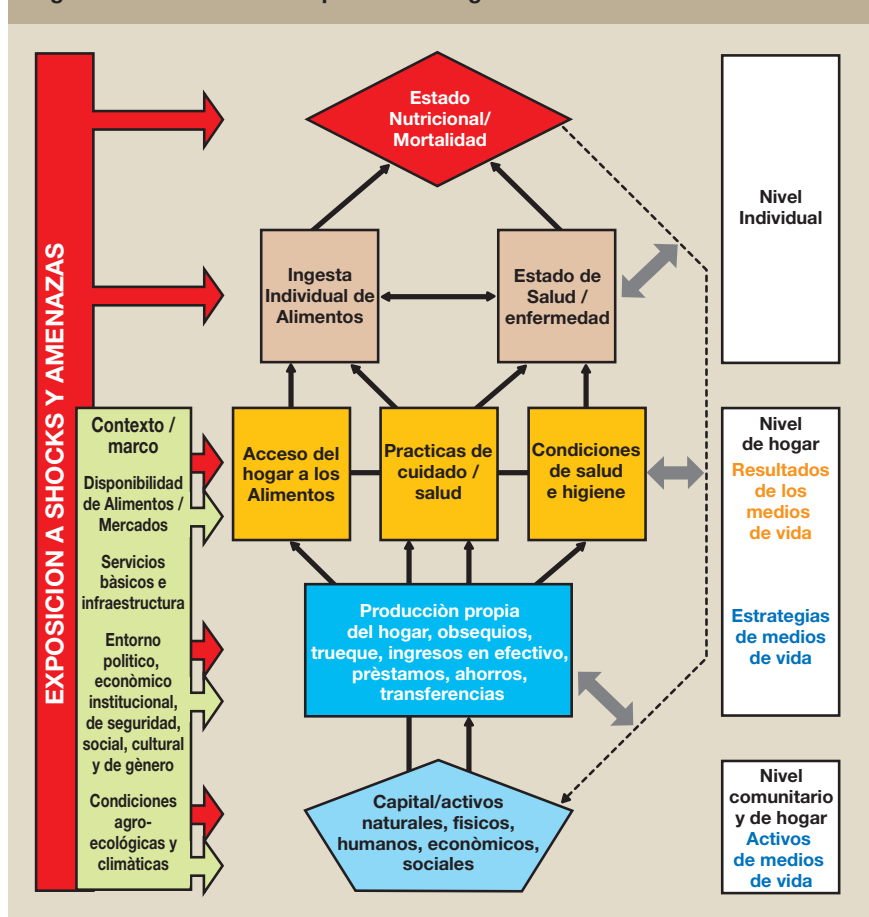 EXPOSICION A SHOCKS Y AMENAZAS
Estado
Nutricional/
Mortalidad
Ingesta
Individual de
Alimentos
Estado de
Salud /
enfermedad
Nivel
Individual
Contexto /
marco
Disponibilidad
de Alimentos /
Mercados
Servicios
bàsicos e
infraestructura
Entorno
politico,
econòmico
institucional,
de seguridad,
social, cultural
y de gènero
Condiciones
agro-
ecológicas y
climàticas
Acceso del
hogar a los
Alimentos
Practicas de
cuidado /
salud
Condiciones
de salud
e higiene
Nivel
de hogar
Resultados
de los
medios
de vida
Estrategias
de medios
de vida
Producciòn propia
del hogar, obsequios,
trueque, ingresos en efectivo,
prèstamos, ahorros,
transferencias
Capital/activos
naturales, fisicos,
humanos, econòmicos,
sociales
Nivel
comunitario
y de hogar
Activos
de medios
de vida